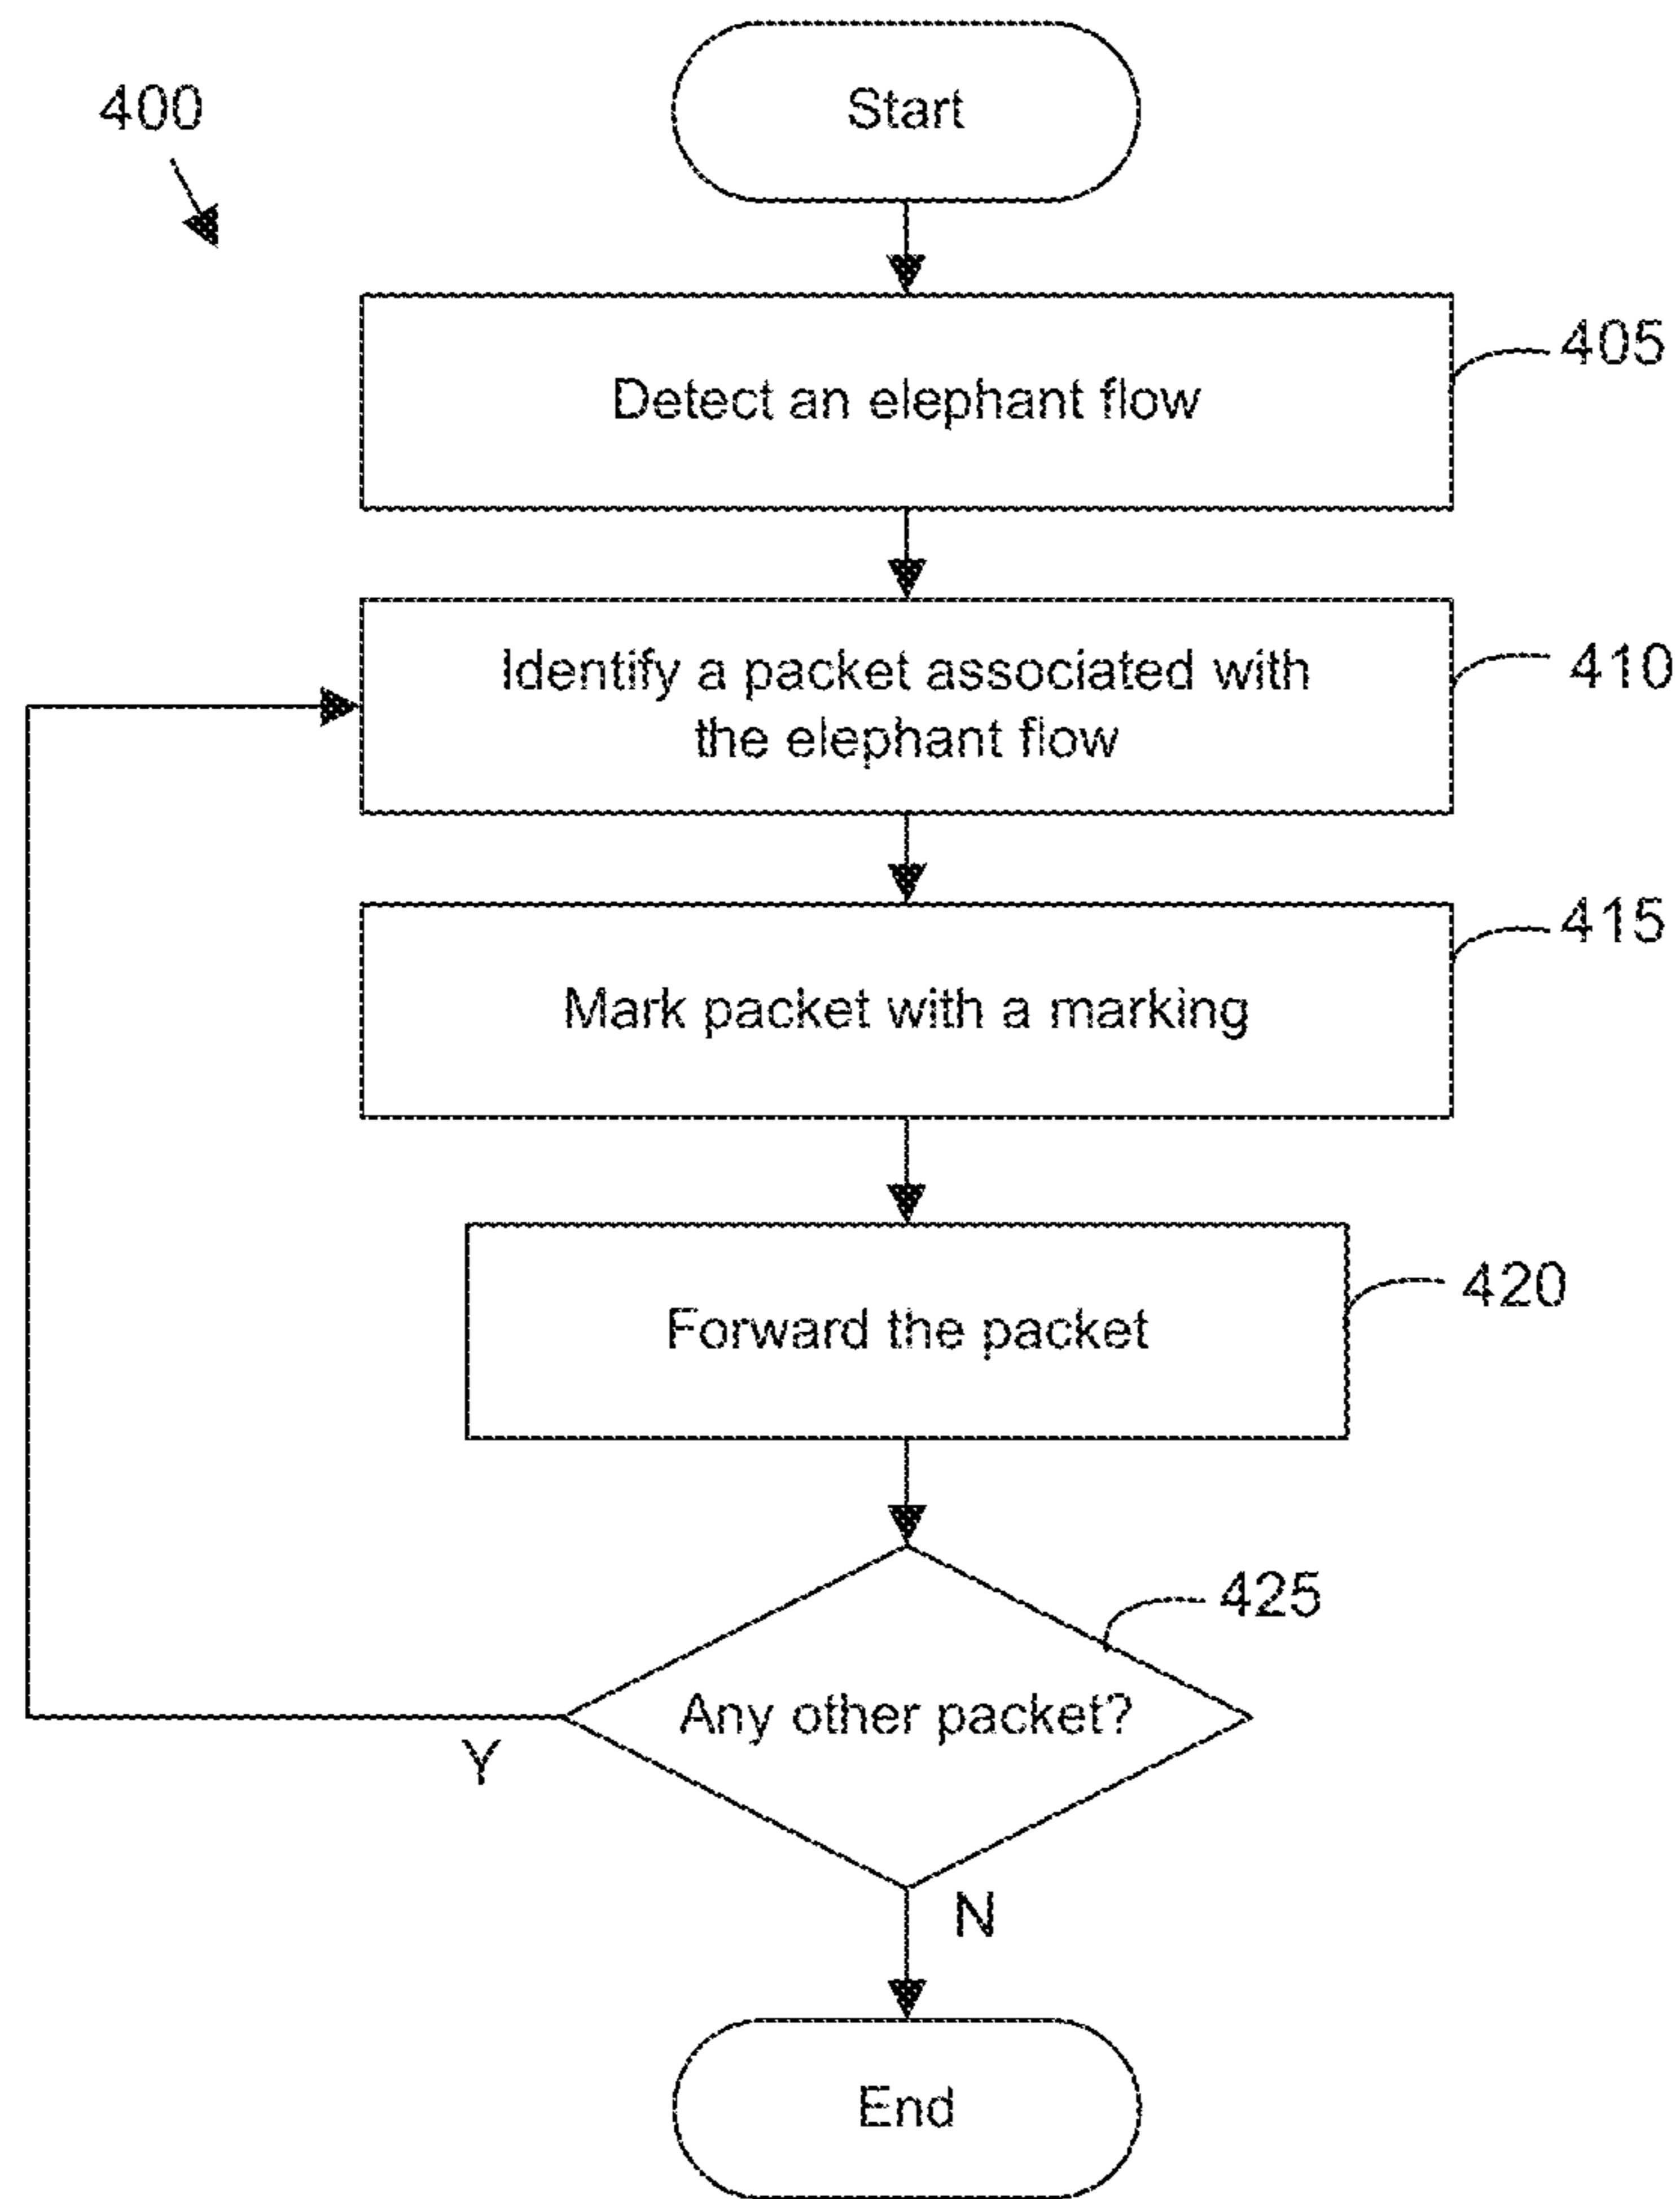 400
Start
405
Detect an elephant flow
410
Identify a packet associated with
the elephant flow
415
Mark packet with a marking
420
Forward the packet
425
Any other packet?
Y
N
End